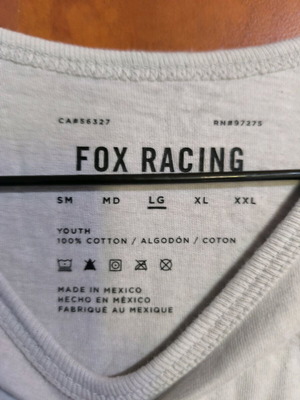 CA#36327 RN#97275
FOX RACING
SM MD LG XL XXL
YOUTH
100% COTTON / ALGODÓN / COTON
MADE IN MEXICO
HECHO EN MÉXICO
FABRIQUÉ AU MEXIQUE